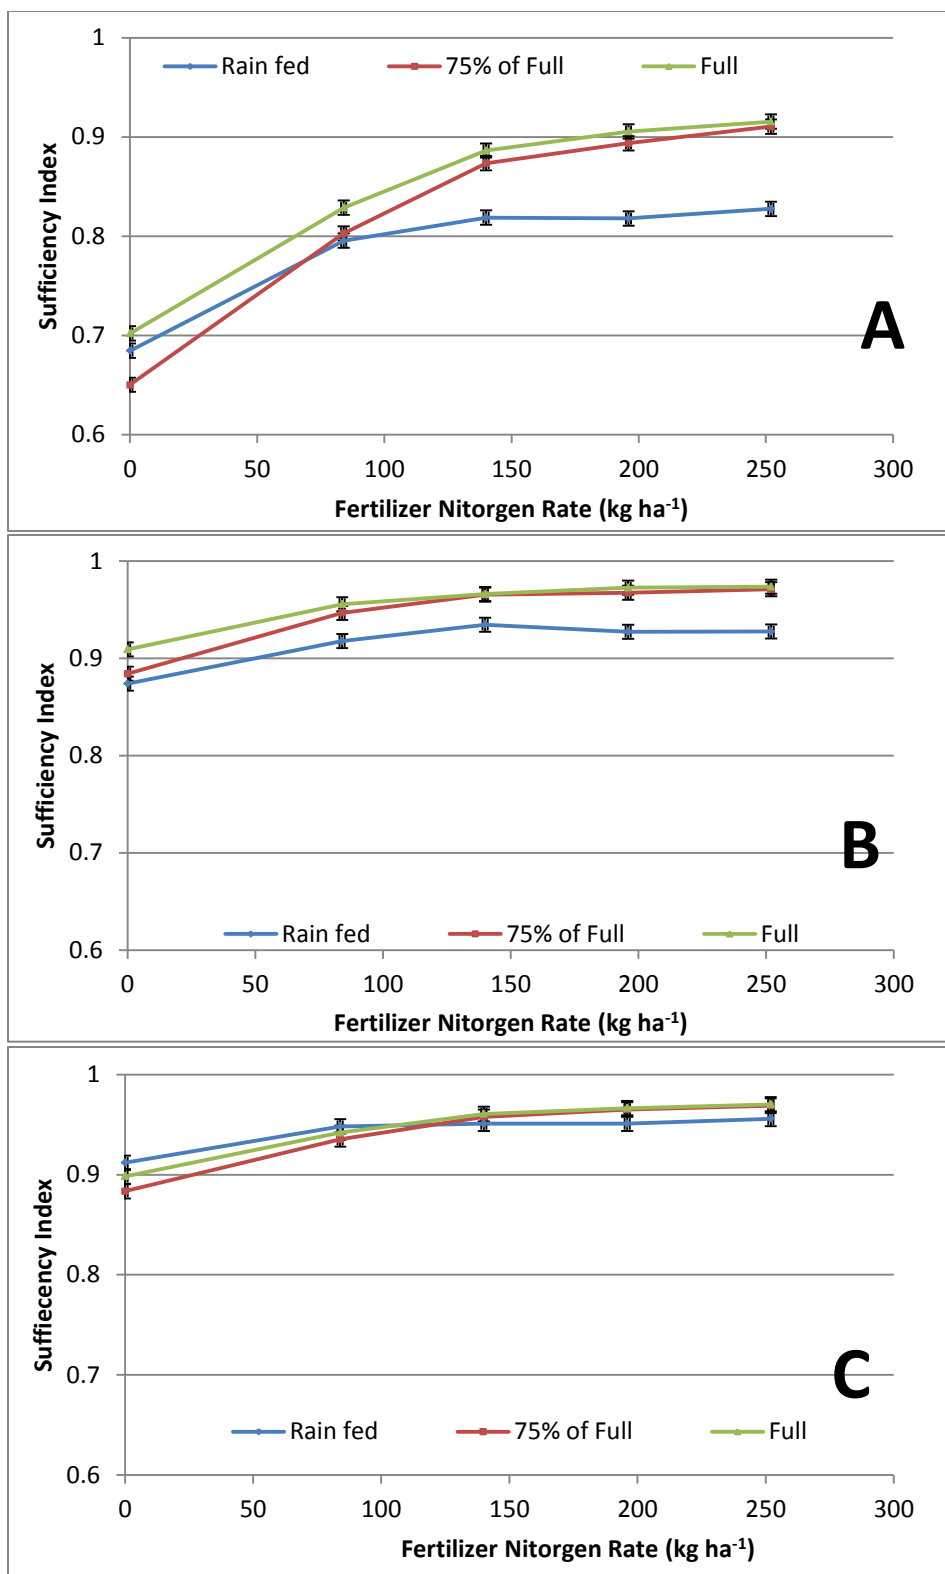 1
Rain fed 75% of Full Full
0.9
0.8
0.7
0.6
Sufficiency Index
A
0 50 100 150 200 250 300
Fertilizer Nitorgen Rate (kg ha⁻¹)
1
0.9
0.8
0.7
0.6
Sufficiency Index
B
Rain fed 75% of Full Full
0 50 100 150 200 250 300
Fertilizer Nitorgen Rate (kg ha⁻¹)
1
0.9
0.8
0.7
0.6
Suffiecency Index
C
Rain fed 75% of Full Full
0 50 100 150 200 250 300
Fertilizer Nitorgen Rate (kg ha⁻¹)